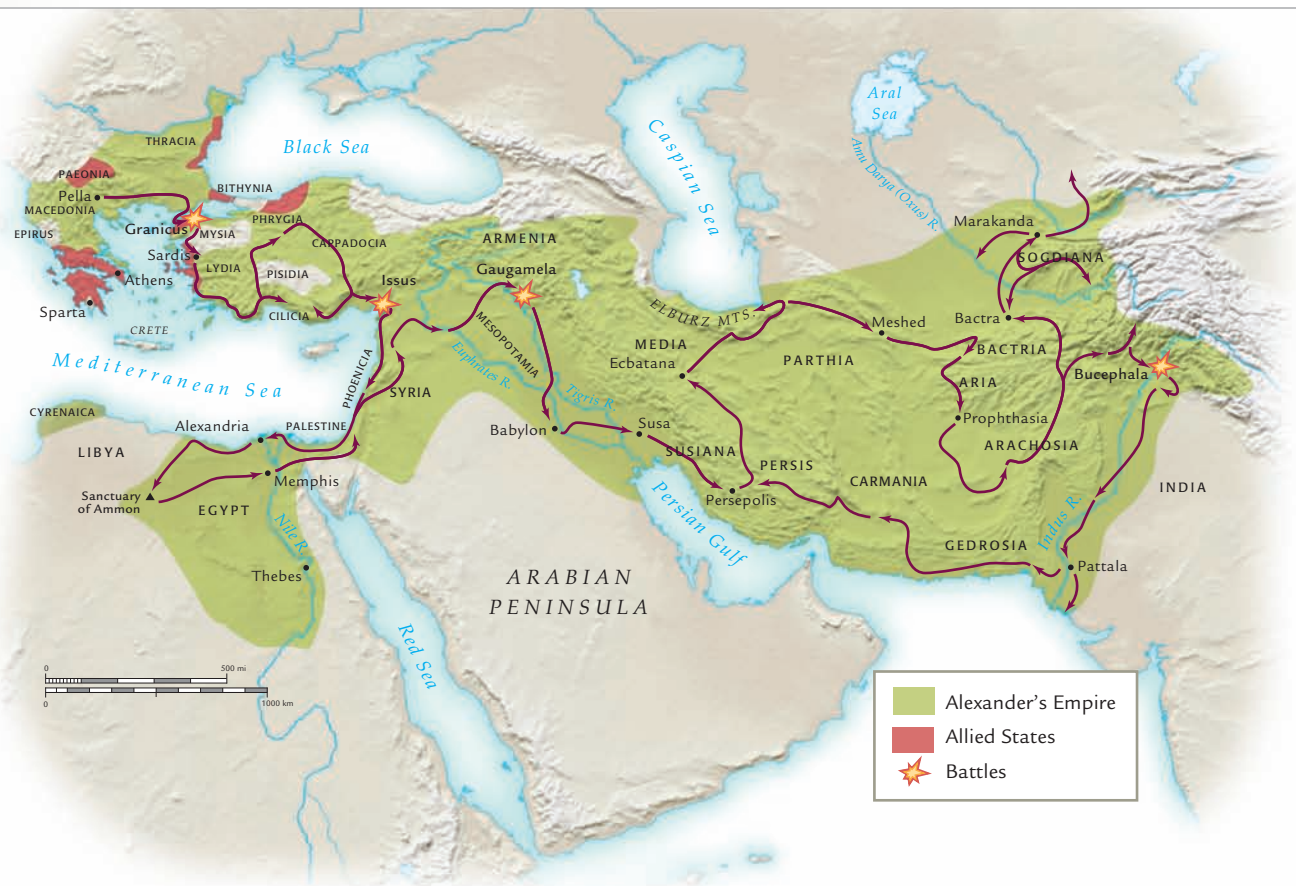 Aral
Sea
Caspian Sea
Black Sea
THRACIA
Amu Darya (Oxus) R.
PAEONIA
BITHYNIA
Pella
MACEDONIA
PHRYGIA
Marakanda
Granicus
MYSIA
EPIRUS
CAPPADOCIA
ARMENIA
SOGDIANA
Sardis
LYDIA
PISIDIA
Gaugamela
Athens
Issus
Sparta
CILICIA
ELBURZ MTS.
Bactra
CRETE
MESOPOTAMIA
Meshed
MEDIA
BACTRIA
Mediterranean Sea
PHOENICIA
Euphrates R.
Ecbatana
PARTHIA
Bucephala
SYRIA
Tigris R.
ARIA
CYRENAICA
Alexandria
PALESTINE
Babylon
Susa
Prophthasia
LIBYA
SUSIANA
ARACHOSIA
PERSIS
Memphis
CARMANIA
INDIA
Sanctuary
of Ammon
EGYPT
Persepolis
Persian Gulf
Nile R.
Indus R.
GEDROSIA
Thebes
Pattala
ARABIAN
PENINSULA
Red Sea
0
500 mi
0
1000 km
Alexander's Empire
Allied States
Battles